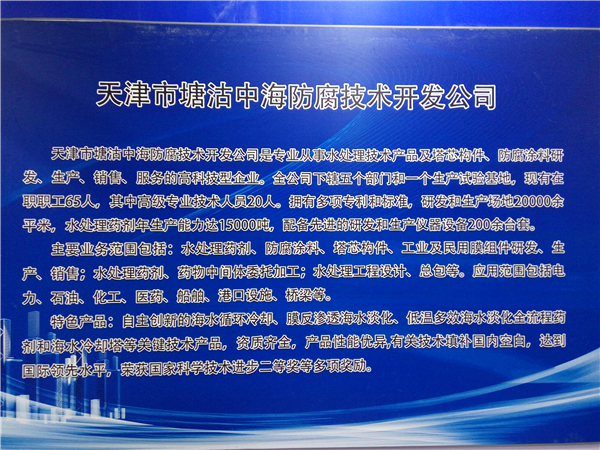 天津市塘沽中海防腐技术开发公司
天津市塘沽中海防腐技术开发公司是专业从事水处理技术产品及塔芯构件、防腐涂料研
发、生产、销售、服务的高科技型企业。全公司下辖五个部门和一个生产试验基地，现有在
职职工65人，其中高级专业技术人员20人。拥有多项专利和标准，研发和生产场地20000余
平米，水处理药剂年生产能力达15000吨，配备先进的研发和生产仪器设备200余台套。
主要业务范围包括：水处理药剂、防腐涂料、塔芯构件、工业及民用膜组件研发、生
产、销售；水处理药剂、药物中间体委托加工；水处理工程设计、总包等。应用范围包括电
力、石油、化工、医药、船舶、港口设施、桥梁等。
特色产品：自主创新的海水循环冷却、膜反渗透海水淡化、低温多效海水淡化全流程药
剂和海水冷却塔等关键技术产品，资质齐全，产品性能优异,有关技术填补国内空白，达到
国际领先水平，荣获国家科学技术进步二等奖等多项奖励。